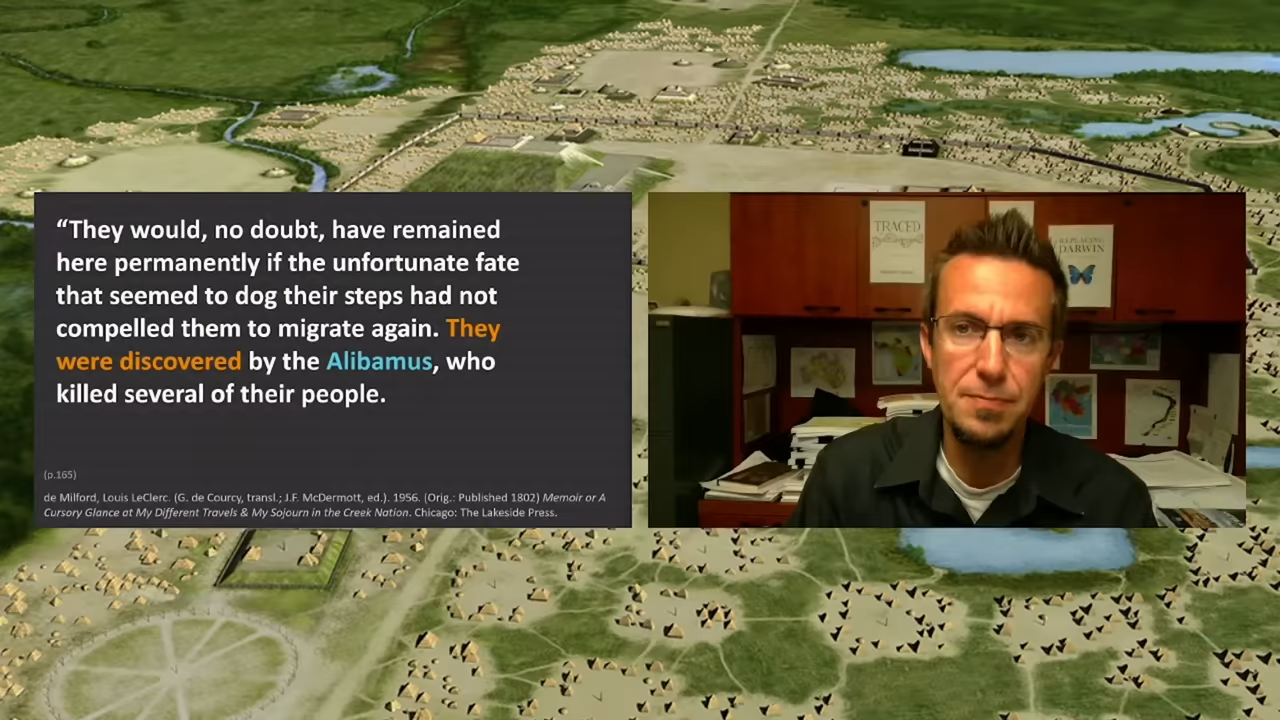 “They would, no doubt, have remained
here permanently if the unfortunate fate
that seemed to dog their steps had not
compelled them to migrate again. They
were discovered by the Alibamus, who
killed several of their people.
(p.165)
de Milford, Louis LeClerc. (G. de Courcy, transl.; J.F. McDermott, ed.). 1956. (Orig.: Published 1802) Memoir or A
Cursory Glance at My Different Travels & My Sojourn in the Creek Nation. Chicago: The Lakeside Press.
TRACED
DARWIN